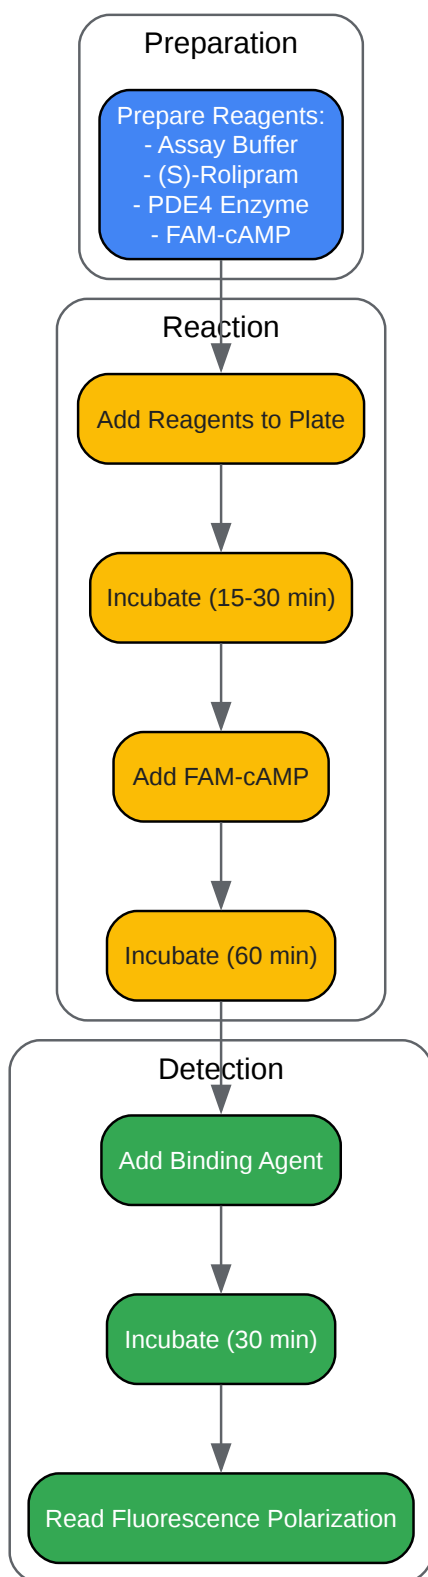 Preparation
Prepare Reagents:
- Assay Buffer
- (S)-Rolipram
- PDE4 Enzyme
- FAM-cAMP
Reaction
Add Reagents to Plate
Incubate (15-30 min)
Add FAM-cAMP
Incubate (60 min)
Detection
Add Binding Agent
Incubate (30 min)
Read Fluorescence Polarization